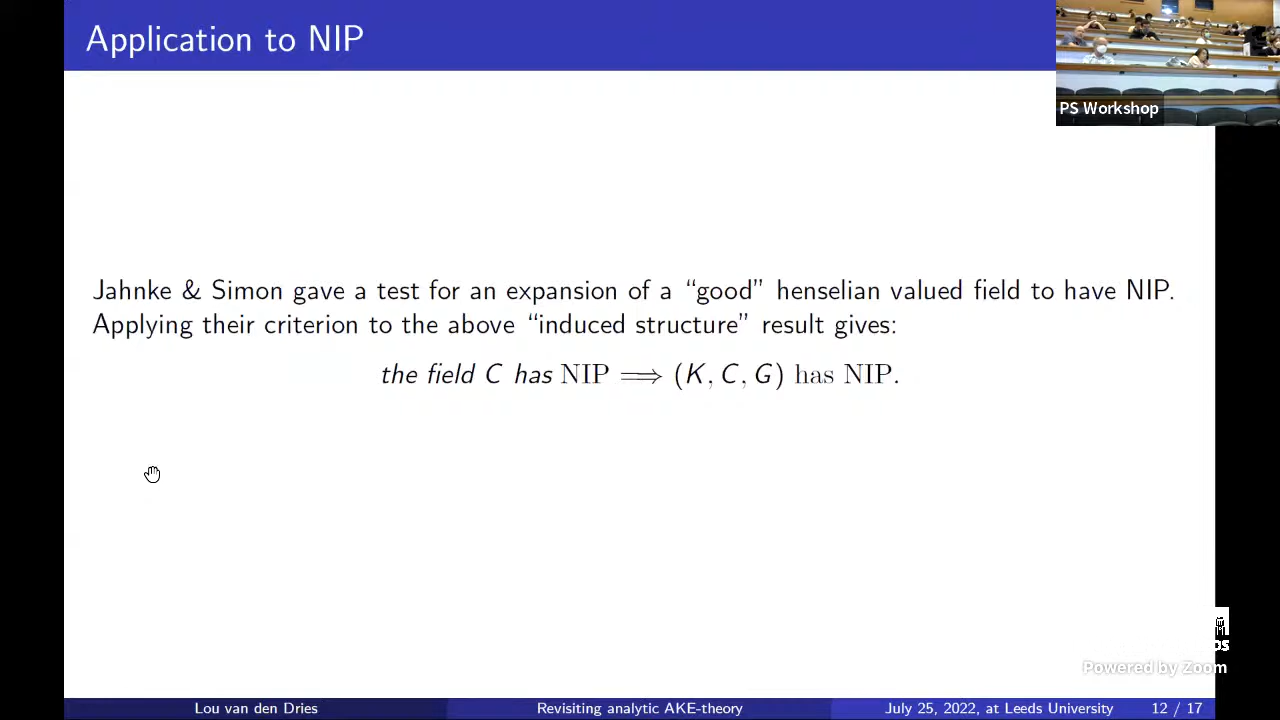 Application to NIP
PS Workshop
Jahnke & Simon gave a test for an expansion of a “good” henselian valued field to have NIP.
Applying their criterion to the above “induced structure” result gives:
the field C has NIP ⟹ (K, C, G) has NIP.
Powered by Zoom
Lou van den Dries
Revisiting analytic AKE-theory
July 25, 2022, at Leeds University
12 / 17